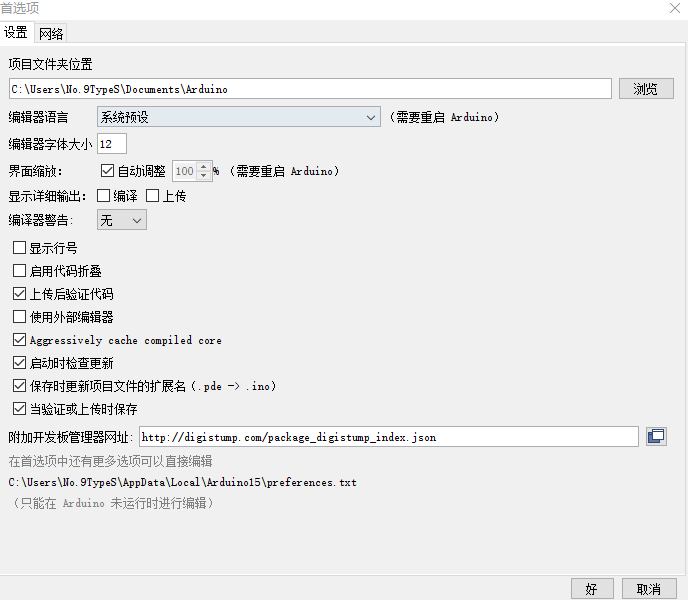 首选项
设置 网络
项目文件夹位置
C:\Users\No.9TypeS\Documents\Arduino 浏览
编辑器语言 系统预设 （需要重启 Arduino）
编辑器字体大小 12
界面缩放： 自动调整 100 % （需要重启 Arduino）
显示详细输出： 编译 上传
编译器警告: 无
显示行号
启用代码折叠
上传后验证代码
使用外部编辑器
Aggressively cache compiled core
启动时检查更新
保存时更新项目文件的扩展名（.pde -> .ino）
当验证或上传时保存
附加开发板管理器网址: http://digistump.com/package_digistump_index.json
在首选项中还有更多选项可以直接编辑
C:\Users\No.9TypeS\AppData\Local\Arduino15\preferences.txt
（只能在 Arduino 未运行时进行编辑）
好 取消